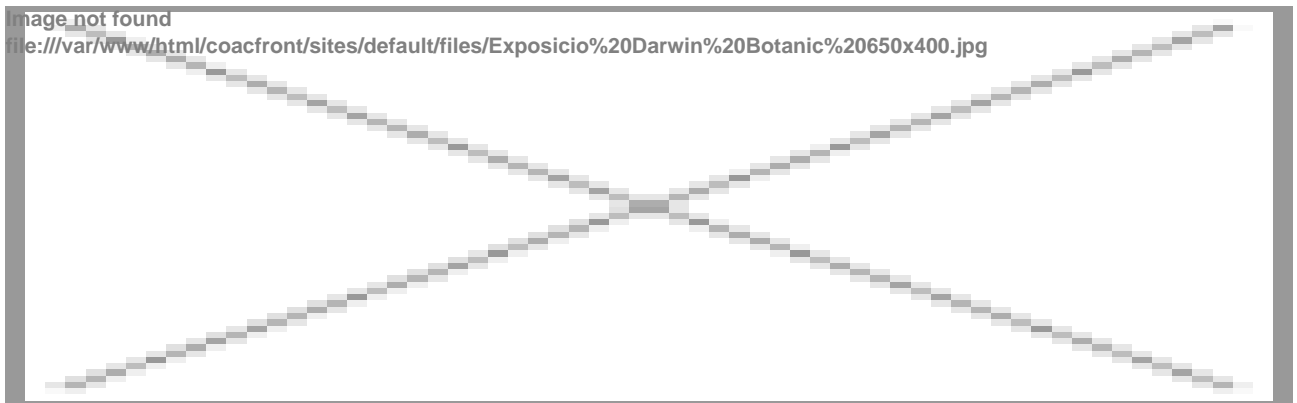 Image not found
file:///var/www/html/coacfront/sites/default/files/Exposicio%20Darwin%20Botanic%20650x400.jpg